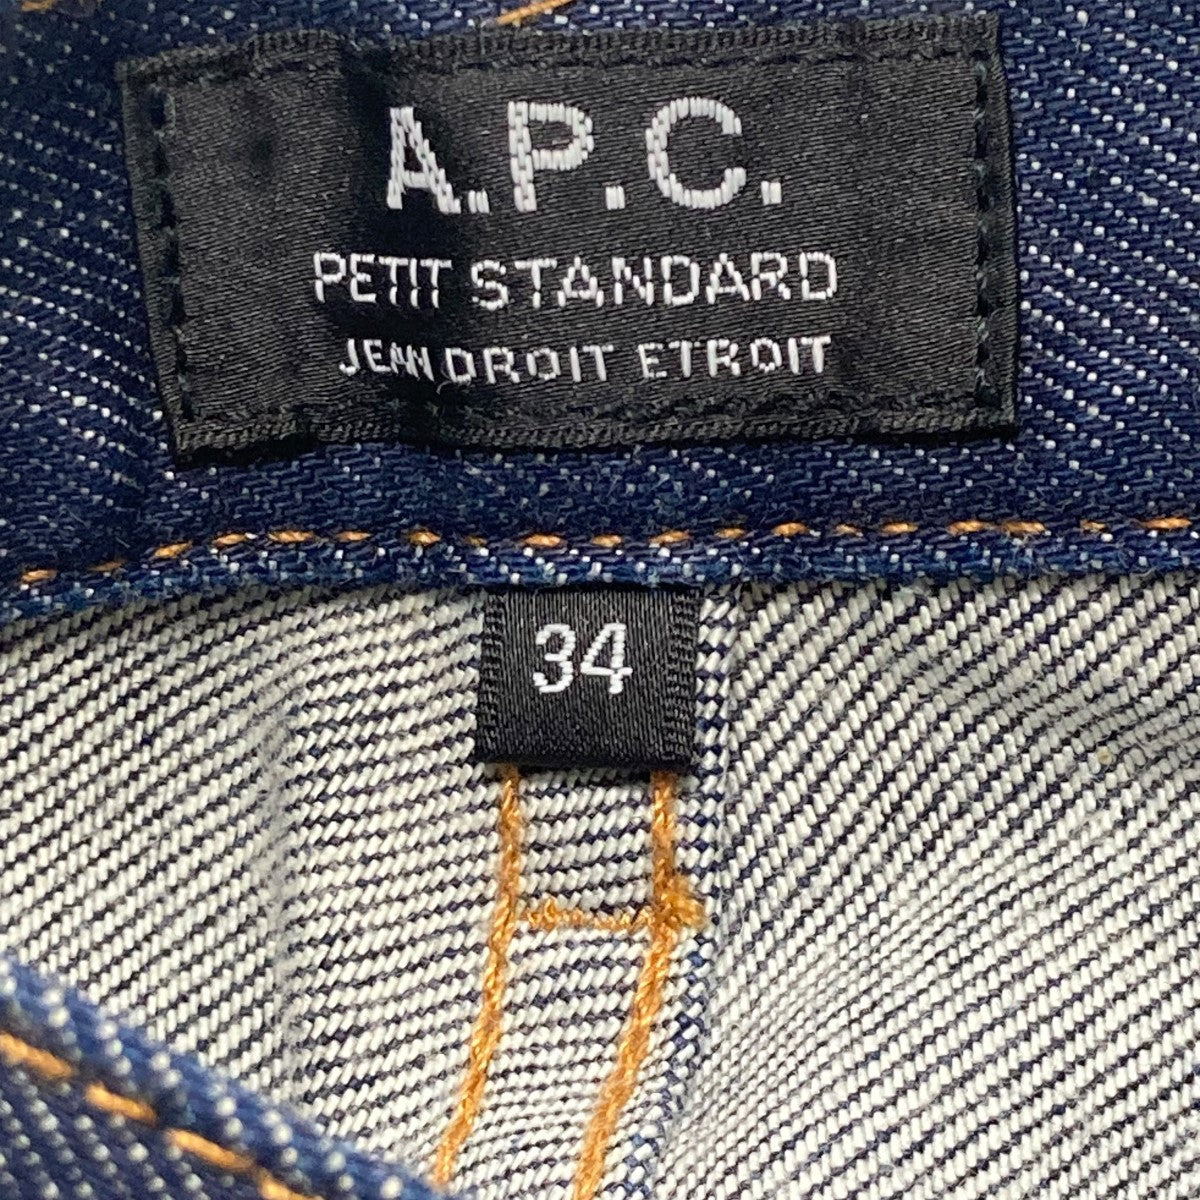 A.P.C.
PETIT STANDARD
JEAN DROIT ETROIT
34